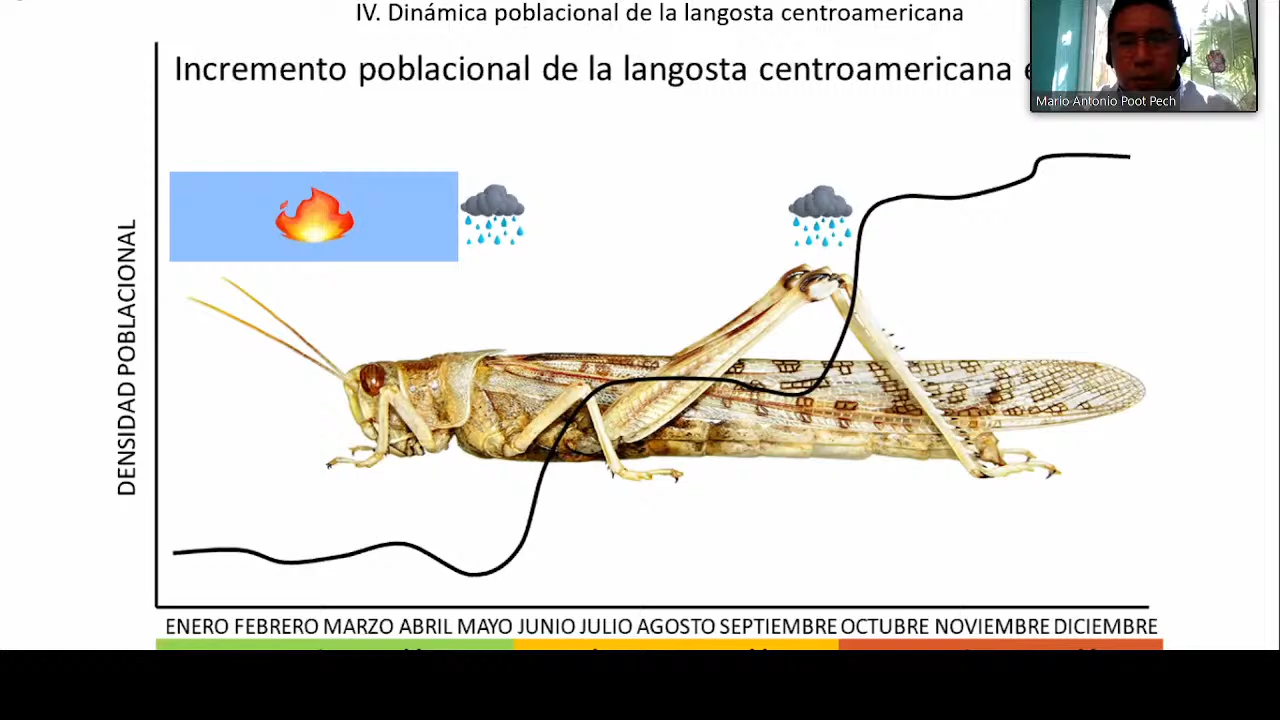 IV. Dinámica poblacional de la langosta centroamericana
Incremento poblacional de la langosta centroamericana
Mario Antonio Poot Pech
DENSIDAD POBLACIONAL
ENERO FEBRERO MARZO ABRIL MAYO JUNIO JULIO AGOSTO SEPTIEMBRE OCTUBRE NOVIEMBRE DICIEMBRE